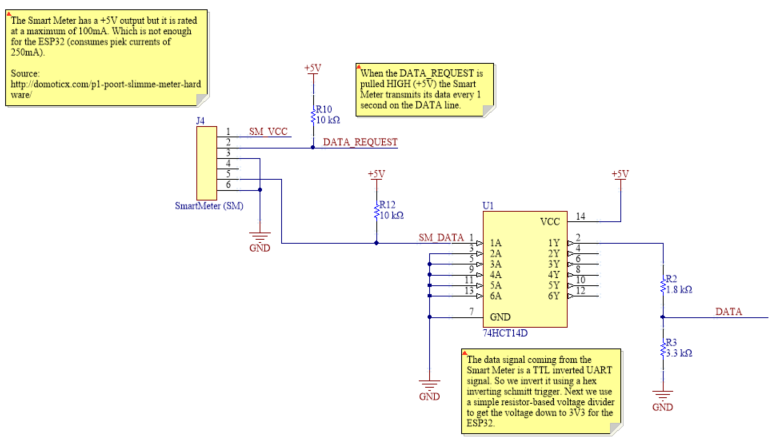 The Smart Meter has a +5V output but it is rated
at a maximum of 100mA. Which is not enough
for the ESP32 (consumes piek currents of
250mA).
Source:
http://domoticx.com/p1-poort-slimme-meter-hard
ware/
+5V
When the DATA_REQUEST is
pulled HIGH (+5V) the Smart
Meter transmits its data every 1
second on the DATA line.
R10
10 kΩ
J4
1
SM_VCC
2
DATA_REQUEST
3
4
5
6
SmartMeter (SM)
GND
+5V
R12
10 kΩ
+5V
U1
VCC
14
SM_DATA
1
1A
1Y
2
3
2A
2Y
4
5
3A
3Y
6
9
4A
4Y
8
11
5A
5Y
10
13
6A
6Y
12
7
GND
74HCT14D
R2
1.8 kΩ
DATA
R3
3.3 kΩ
GND
GND
The data signal coming from the
Smart Meter is a TTL inverted UART
signal. So we invert it using a hex
inverting schmitt trigger. Next we use
a simple resistor-based voltage divider
to get the voltage down to 3V3 for the
ESP32.